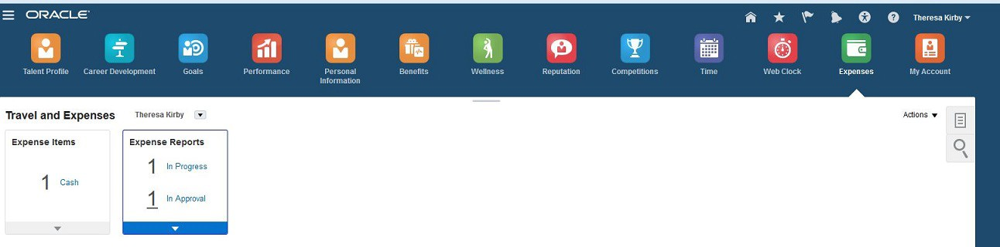 ORACLE
Theresa Kirby
Talent Profile
Career Development
Goals
Performance
Personal
Information
Benefits
Wellness
Reputation
Competitions
Time
Web Clock
Expenses
My Account
Travel and Expenses
Theresa Kirby
Actions
Expense Items
1 Cash
Expense Reports
1 In Progress
1 In Approval